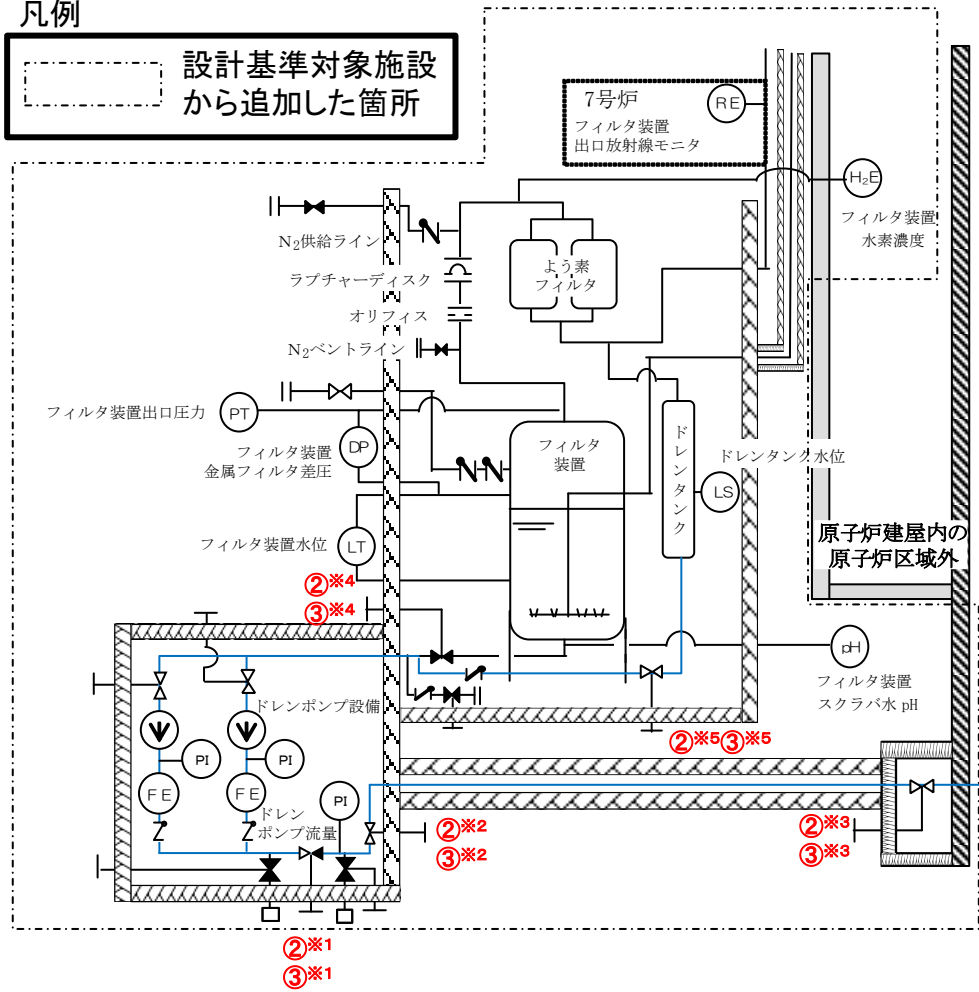 凡例
設計基準対象施設
から追加した箇所
7号炉
RE
フィルタ装置
出口放射線モニタ
H₂E
フィルタ装置
水素濃度
N₂供給ライン
よう素
フィルタ
ラプチャーディスク
オリフィス
N₂ベントライン
フィルタ装置出口圧力
PT
フィルタ装置
金属フィルタ差圧
DP
フィルタ
装置
ドレンタンク
ドレンタンク水位
LS
フィルタ装置水位
LT
原子炉建屋内の
原子炉区域外
②※4
③※4
pH
フィルタ装置
スクラバ水 pH
ドレンポンプ設備
②※5③※5
PI
PI
FE
FE
PI
ドレン
ポンプ流量
②※2
③※2
②※3
③※3
②※1
③※1